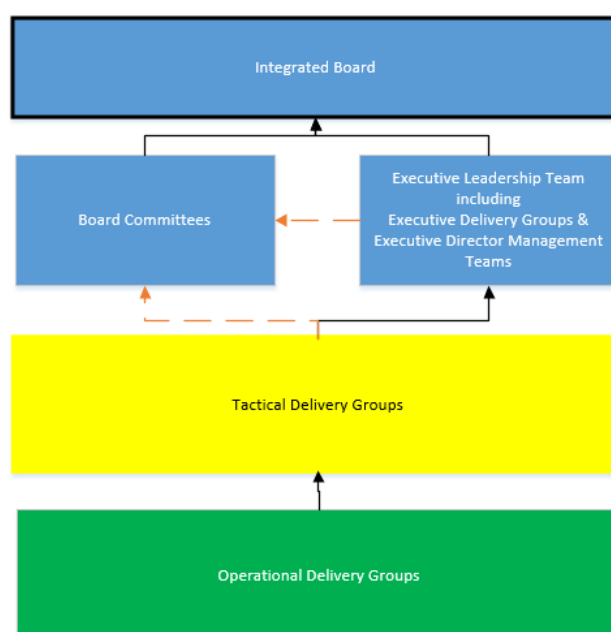 Integrated Board
Board Committees
Executive Leadership Team
including
Executive Delivery Groups &
Executive Director Management
Teams
Tactical Delivery Groups
Operational Delivery Groups